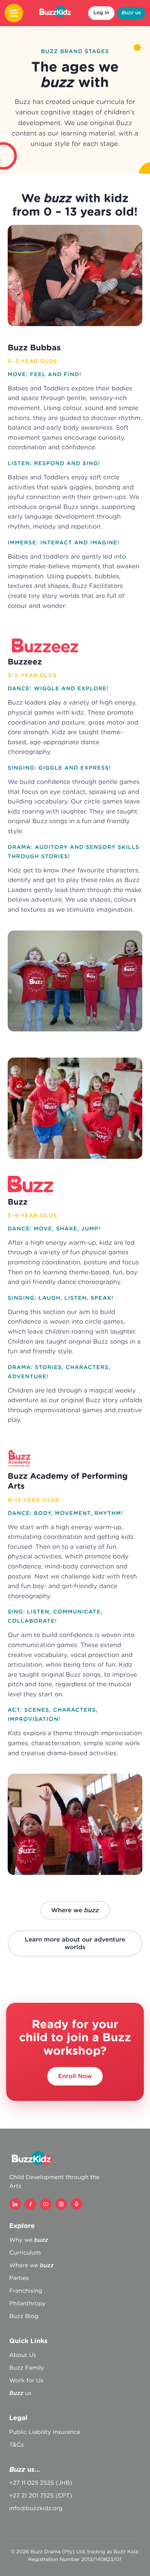 BuzzKidz
Log in
Buzz us
BUZZ BRAND STAGES
The ages we
buzz with
Buzz has created a unique curricula for
various cognitive stages of children's
development. We use original Buzz
content as our learning material, with a
unique style for each stage.
We buzz with kidz
from 0 – 13 years old!
Buzz Bubbas
0–3 YEAR OLDS
MOVE: FEEL AND FIND!
Babies and Toddlers explore their bodies
and space through gentle, sensory-rich
movement. Using colour, sound and simple
actions, they are guided to discover rhythm,
balance and early body awareness. Soft
movement games encourage curiosity,
coordination and confidence.
LISTEN: RESPOND AND SING!
Babies and Toddlers enjoy soft circle
activities that spark giggles, bonding and
joyful connection with their grown-ups. We
introduce original Buzz songs, supporting
early language development through
rhythm, melody and repetition.
IMMERSE: INTERACT AND IMAGINE!
Babies and toddlers are gently led into
simple make-believe moments that awaken
imagination. Using puppets, bubbles,
textures and shapes, Buzz Facilitators
create tiny story worlds that are full of
colour and wonder.
Buzzeez
Buzzeez
3–5 YEAR OLDS
DANCE: WIGGLE AND EXPLORE!
Buzz leaders play a variety of high energy,
physical games with kidz. These promote
coordination and posture, gross motor and
core strength. Kidz are taught theme-
based, age-appropriate dance
choreography.
SINGING: GIGGLE AND EXPRESS!
We build confidence through gentle games
that focus on eye contact, speaking up and
building vocabulary. Our circle games leave
kidz roaring with laughter. They are taught
original Buzz songs in a fun and friendly
style.
DRAMA: AUDITORY AND SENSORY SKILLS
THROUGH STORIES!
Kidz get to know their favourite characters,
identify and get to play these roles as Buzz
Leaders gently lead them through the make
believe adventure. We use shapes, colours
and textures as we stimulate imagination.
Buzz
Buzz
5–9 YEAR OLDS
DANCE: MOVE, SHAKE, JUMP!
After a high energy warm-up, kidz are led
through a variety of fun physical games
promoting coordination, posture and focus.
Then on to learning theme-based, fun, boy
and girl friendly dance choreography.
SINGING: LAUGH, LISTEN, SPEAK!
During this section our aim to build
confidence is woven into circle games,
which leave children roaring with laughter.
Children are taught original Buzz songs in a
fun and friendly style.
DRAMA: STORIES, CHARACTERS,
ADVENTURE!
Children are led through a magical weekly
adventure as our original Buzz story unfolds
through improvisational games and creative
play.
Buzz
Academy
Buzz Academy of Performing
Arts
9–13 YEAR OLDS
DANCE: BODY, MOVEMENT, RHYTHM!
We start with a high energy warm-up,
stimulating coordination and getting kidz
focused. Then on to a variety of fun,
physical activities, which promote body
confidence, mind-body connection and
posture. Next we challenge kidz with fresh
and fun boy- and girl-friendly dance
choreography.
SING: LISTEN, COMMUNICATE,
COLLABORATE!
Our aim to build confidence is woven into
communication games. These extend
creative vocabulary, vocal projection and
articulation, while being tons of fun. Kidz
are taught original Buzz songs, to improve
pitch and tone, regardless of the musical
level they start on.
ACT: SCENES, CHARACTERS,
IMPROVISATION!
Kidz explore a theme through improvisation
games, characterisation, simple script work
and creative drama-based activities.
Where we buzz
Learn more about our adventure
worlds
Ready for your
child to join a Buzz
workshop?
Enroll Now
BuzzKidz
Child Development through the
Arts
Explore
Why we buzz
Curriculum
Where we buzz
Parties
Franchising
Philanthropy
Buzz Blog
Quick Links
About Us
Buzz Family
Work for Us
Buzz us
Legal
Public Liability Insurance
T&Cs
Buzz us...
+27 11 025 2525 (JHB)
+27 21 201 7525 (CPT)
info@buzzkidz.org
© 2026 Buzz Drama (Pty) Ltd, trading as Buzz Kidz
Registration Number 2012/140823/07